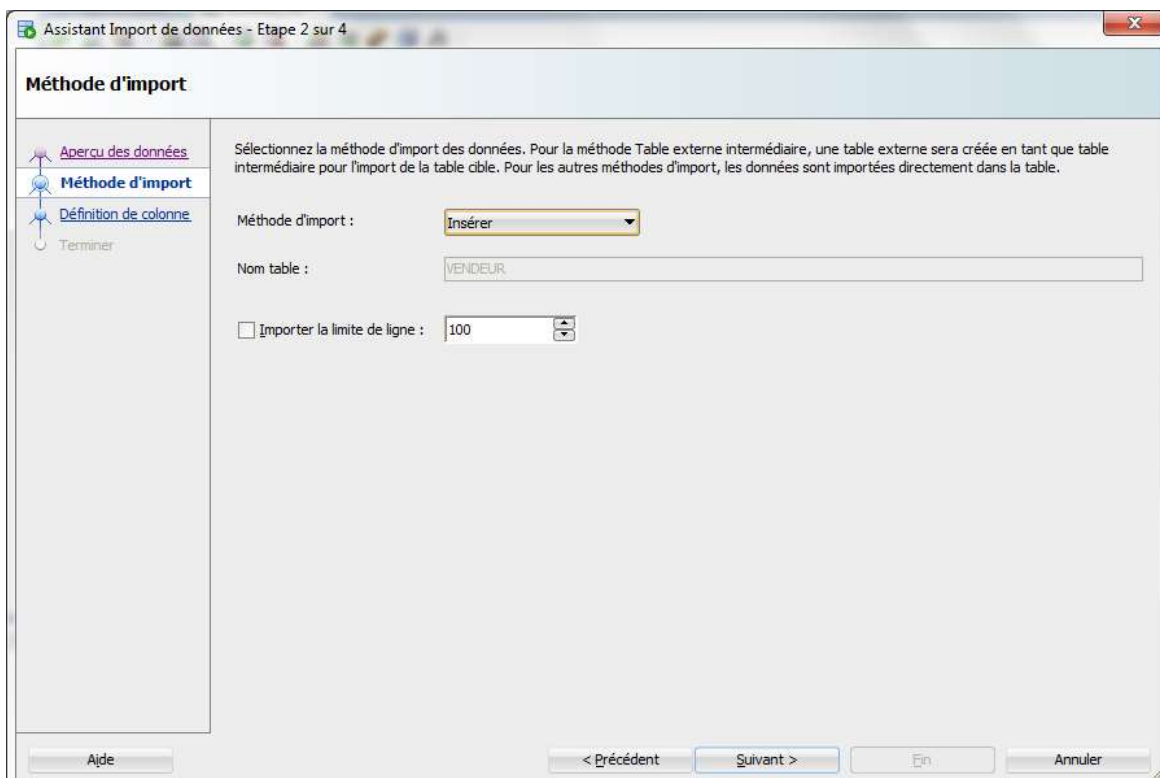 Assistant Import de données - Etape 2 sur 4
Méthode d'import
Aperçu des données
Méthode d'import
Définition de colonne
Terminer
Sélectionnez la méthode d'import des données. Pour la méthode Table externe intermédiaire, une table externe sera créée en tant que table
intermédiaire pour l'import de la table cible. Pour les autres méthodes d'import, les données sont importées directement dans la table.
Méthode d'import : Insérer
Nom table : VENDEUR
Importer la limite de ligne : 100
Aide
< Précédent
Suivant >
Fin
Annuler